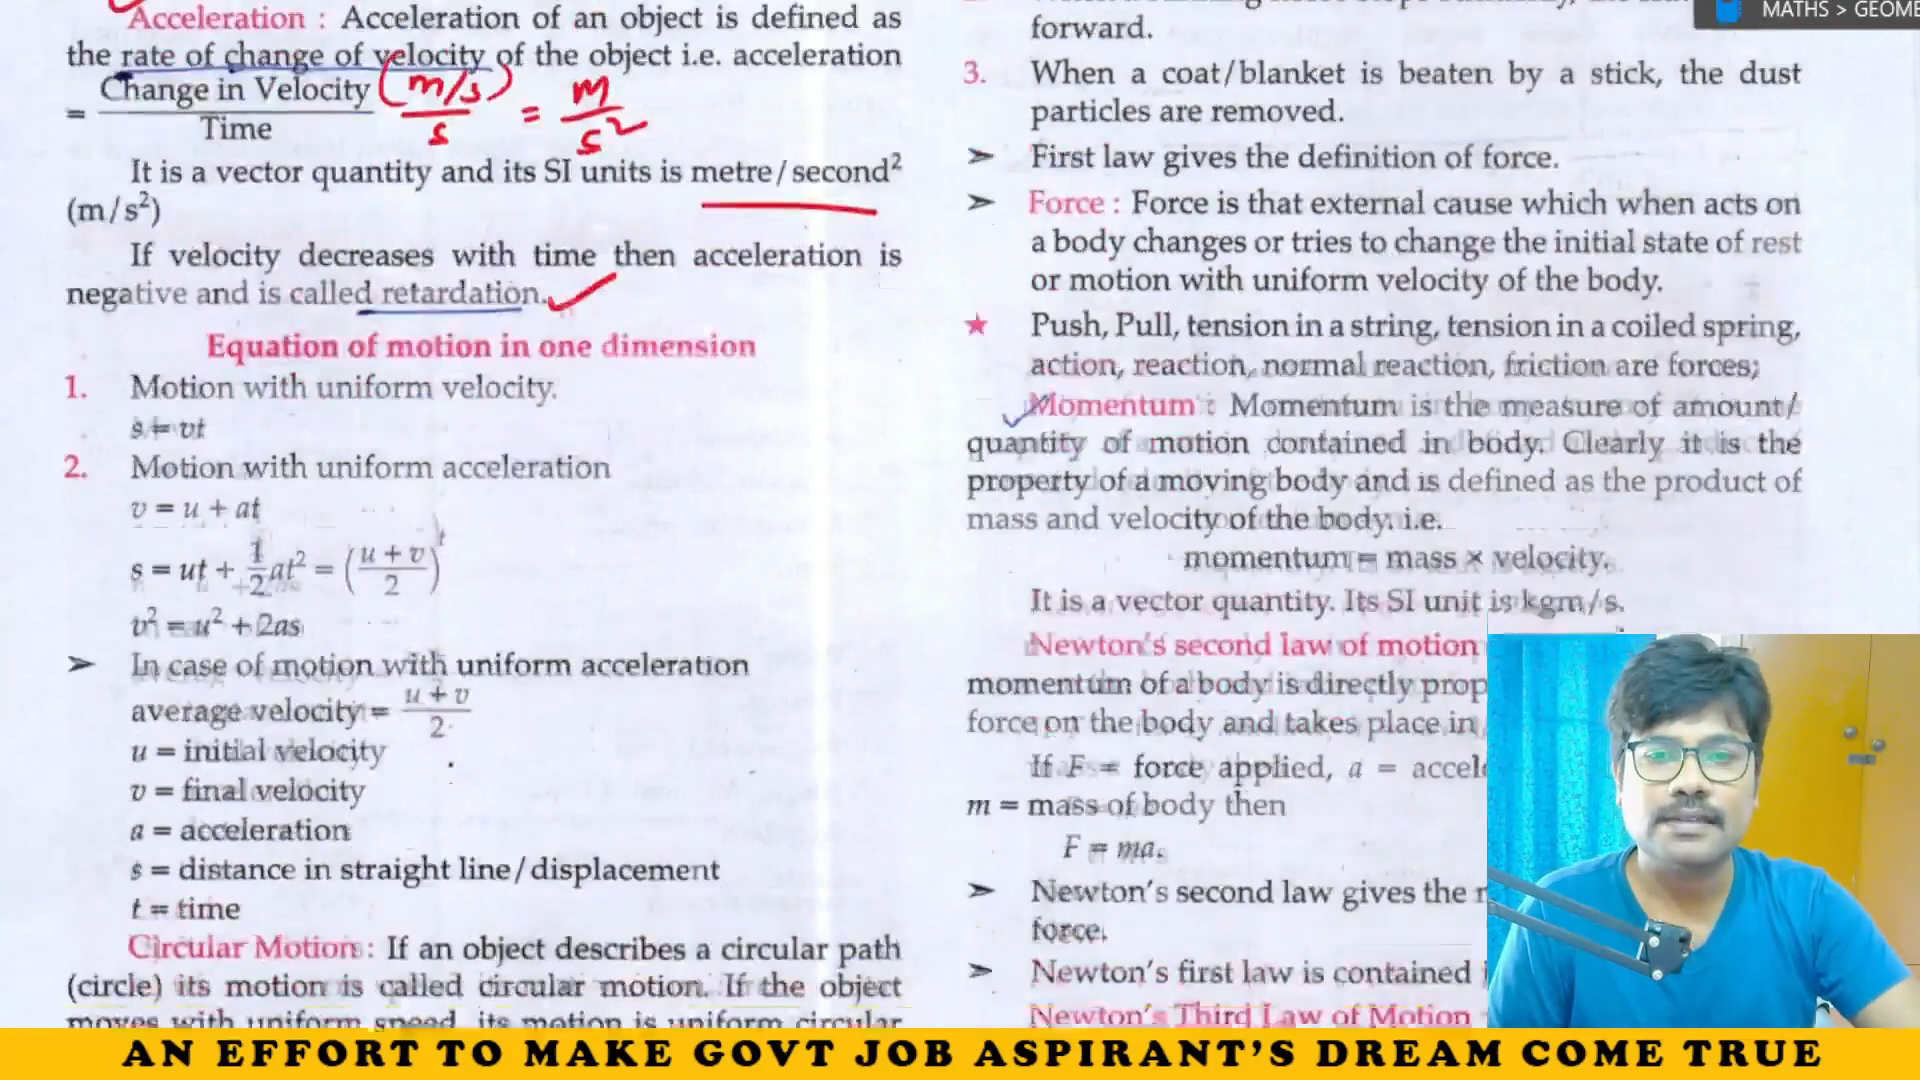 Acceleration : Acceleration of an object is defined as
the rate of change of velocity of the object i.e. acceleration
= Change in Velocity / Time (m/s) / s = m / s²
It is a vector quantity and its SI units is metre/second²
(m/s²)
If velocity decreases with time then acceleration is
negative and is called retardation.
Equation of motion in one dimension
1. Motion with uniform velocity.
s = vt
2. Motion with uniform acceleration
v = u + at
s = ut + 1/2 at² = (u + v / 2) t
v² = u² + 2as
➢ In case of motion with uniform acceleration
average velocity = u + v / 2
u = initial velocity
v = final velocity
a = acceleration
s = distance in straight line/displacement
t = time
Circular Motion : If an object describes a circular path
(circle) its motion is called circular motion. If the object
moves with uniform speed, its motion is uniform circular
MATHS > GEOME
forward.
3. When a coat/blanket is beaten by a stick, the dust
particles are removed.
➢ First law gives the definition of force.
➢ Force : Force is that external cause which when acts on
a body changes or tries to change the initial state of rest
or motion with uniform velocity of the body.
★ Push, Pull, tension in a string, tension in a coiled spring,
action, reaction, normal reaction, friction are forces;
Momentum : Momentum is the measure of amount/
quantity of motion contained in body. Clearly it is the
property of a moving body and is defined as the product of
mass and velocity of the body. i.e.
momentum = mass × velocity.
It is a vector quantity. Its SI unit is kgm/s.
Newton's second law of motion
momentum of a body is directly prop
force on the body and takes place in
If F = force applied, a = accel
m = mass of body then
F = ma.
➢ Newton's second law gives the
force.
➢ Newton's first law is contained
Newton's Third Law of Motion
AN EFFORT TO MAKE GOVT JOB ASPIRANT'S DREAM COME TRUE